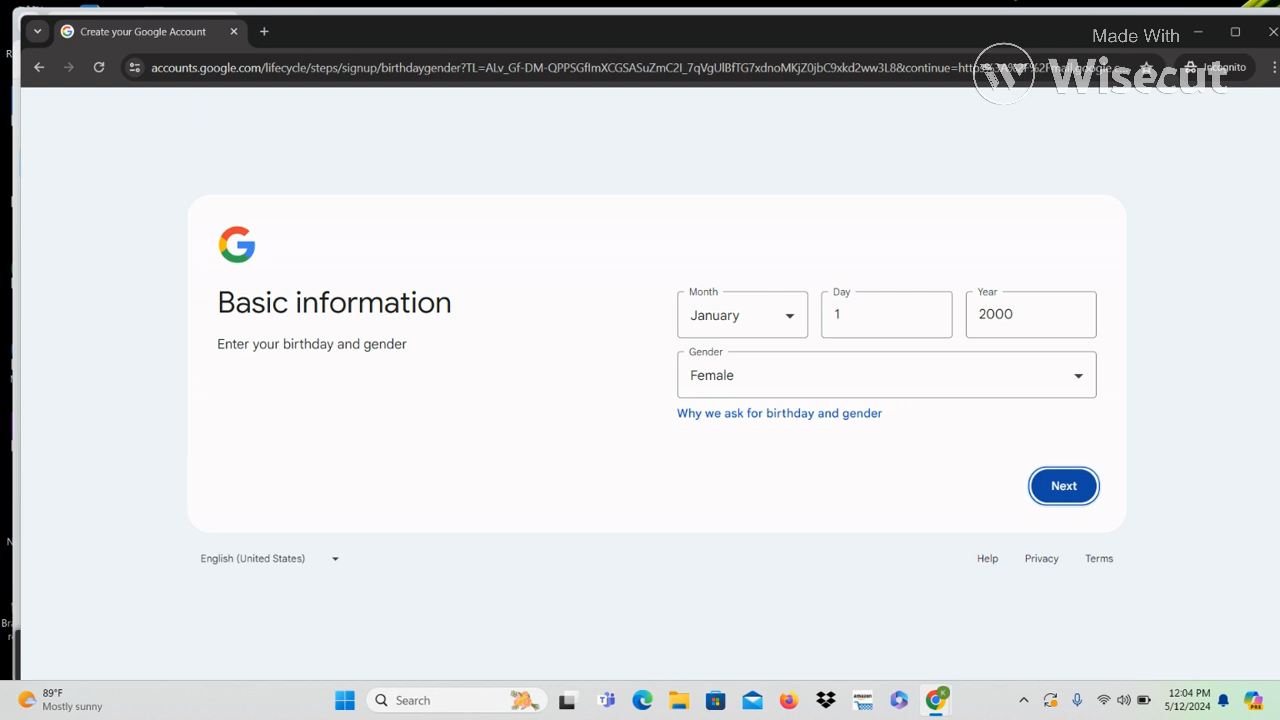 Create your Google Account
Made With
Wisecut
Incognito
Basic information
Enter your birthday and gender
Month
January
Day
1
Year
2000
Gender
Female
Why we ask for birthday and gender
Next
English (United States)
Help
Privacy
Terms
89°F
Mostly sunny
Search
12:04 PM
5/12/2024